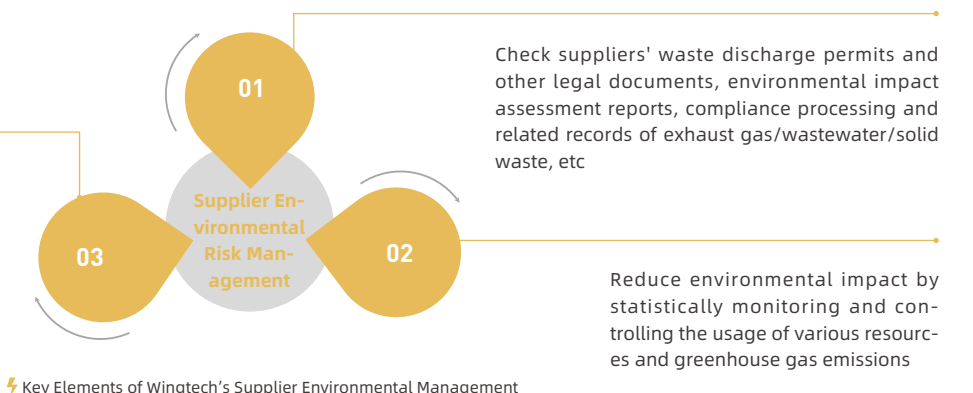 01
Check suppliers' waste discharge permits and
other legal documents, environmental impact
assessment reports, compliance processing and
related records of exhaust gas/wastewater/solid
waste, etc
Supplier En-
vironmental
Risk Man-
agement
03
02
Reduce environmental impact by
statistically monitoring and con-
trolling the usage of various resourc-
es and greenhouse gas emissions
Key Elements of Wingtech's Supplier Environmental Management